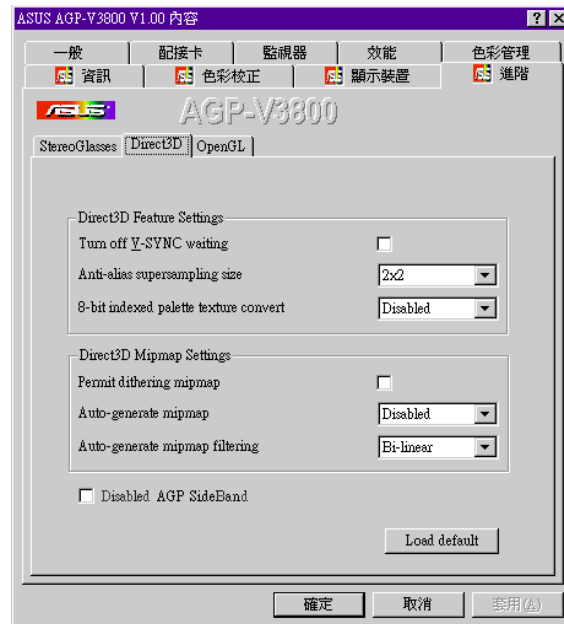 ASUS AGP-V3800 V1.00 內容
一般 配接卡 監視器 效能 色彩管理
資訊 色彩校正 顯示裝置 進階
ASUS AGP-V3800
StereoGlasses Direct3D OpenGL
Direct3D Feature Settings
Turn off V-SYNC waiting
Anti-alias supersampling size 2x2
8-bit indexed palette texture convert Disabled
Direct3D Mipmap Settings
Permit dithering mipmap
Auto-generate mipmap Disabled
Auto-generate mipmap filtering Bi-linear
Disabled AGP SideBand
Load default
確定 取消 套用(A)